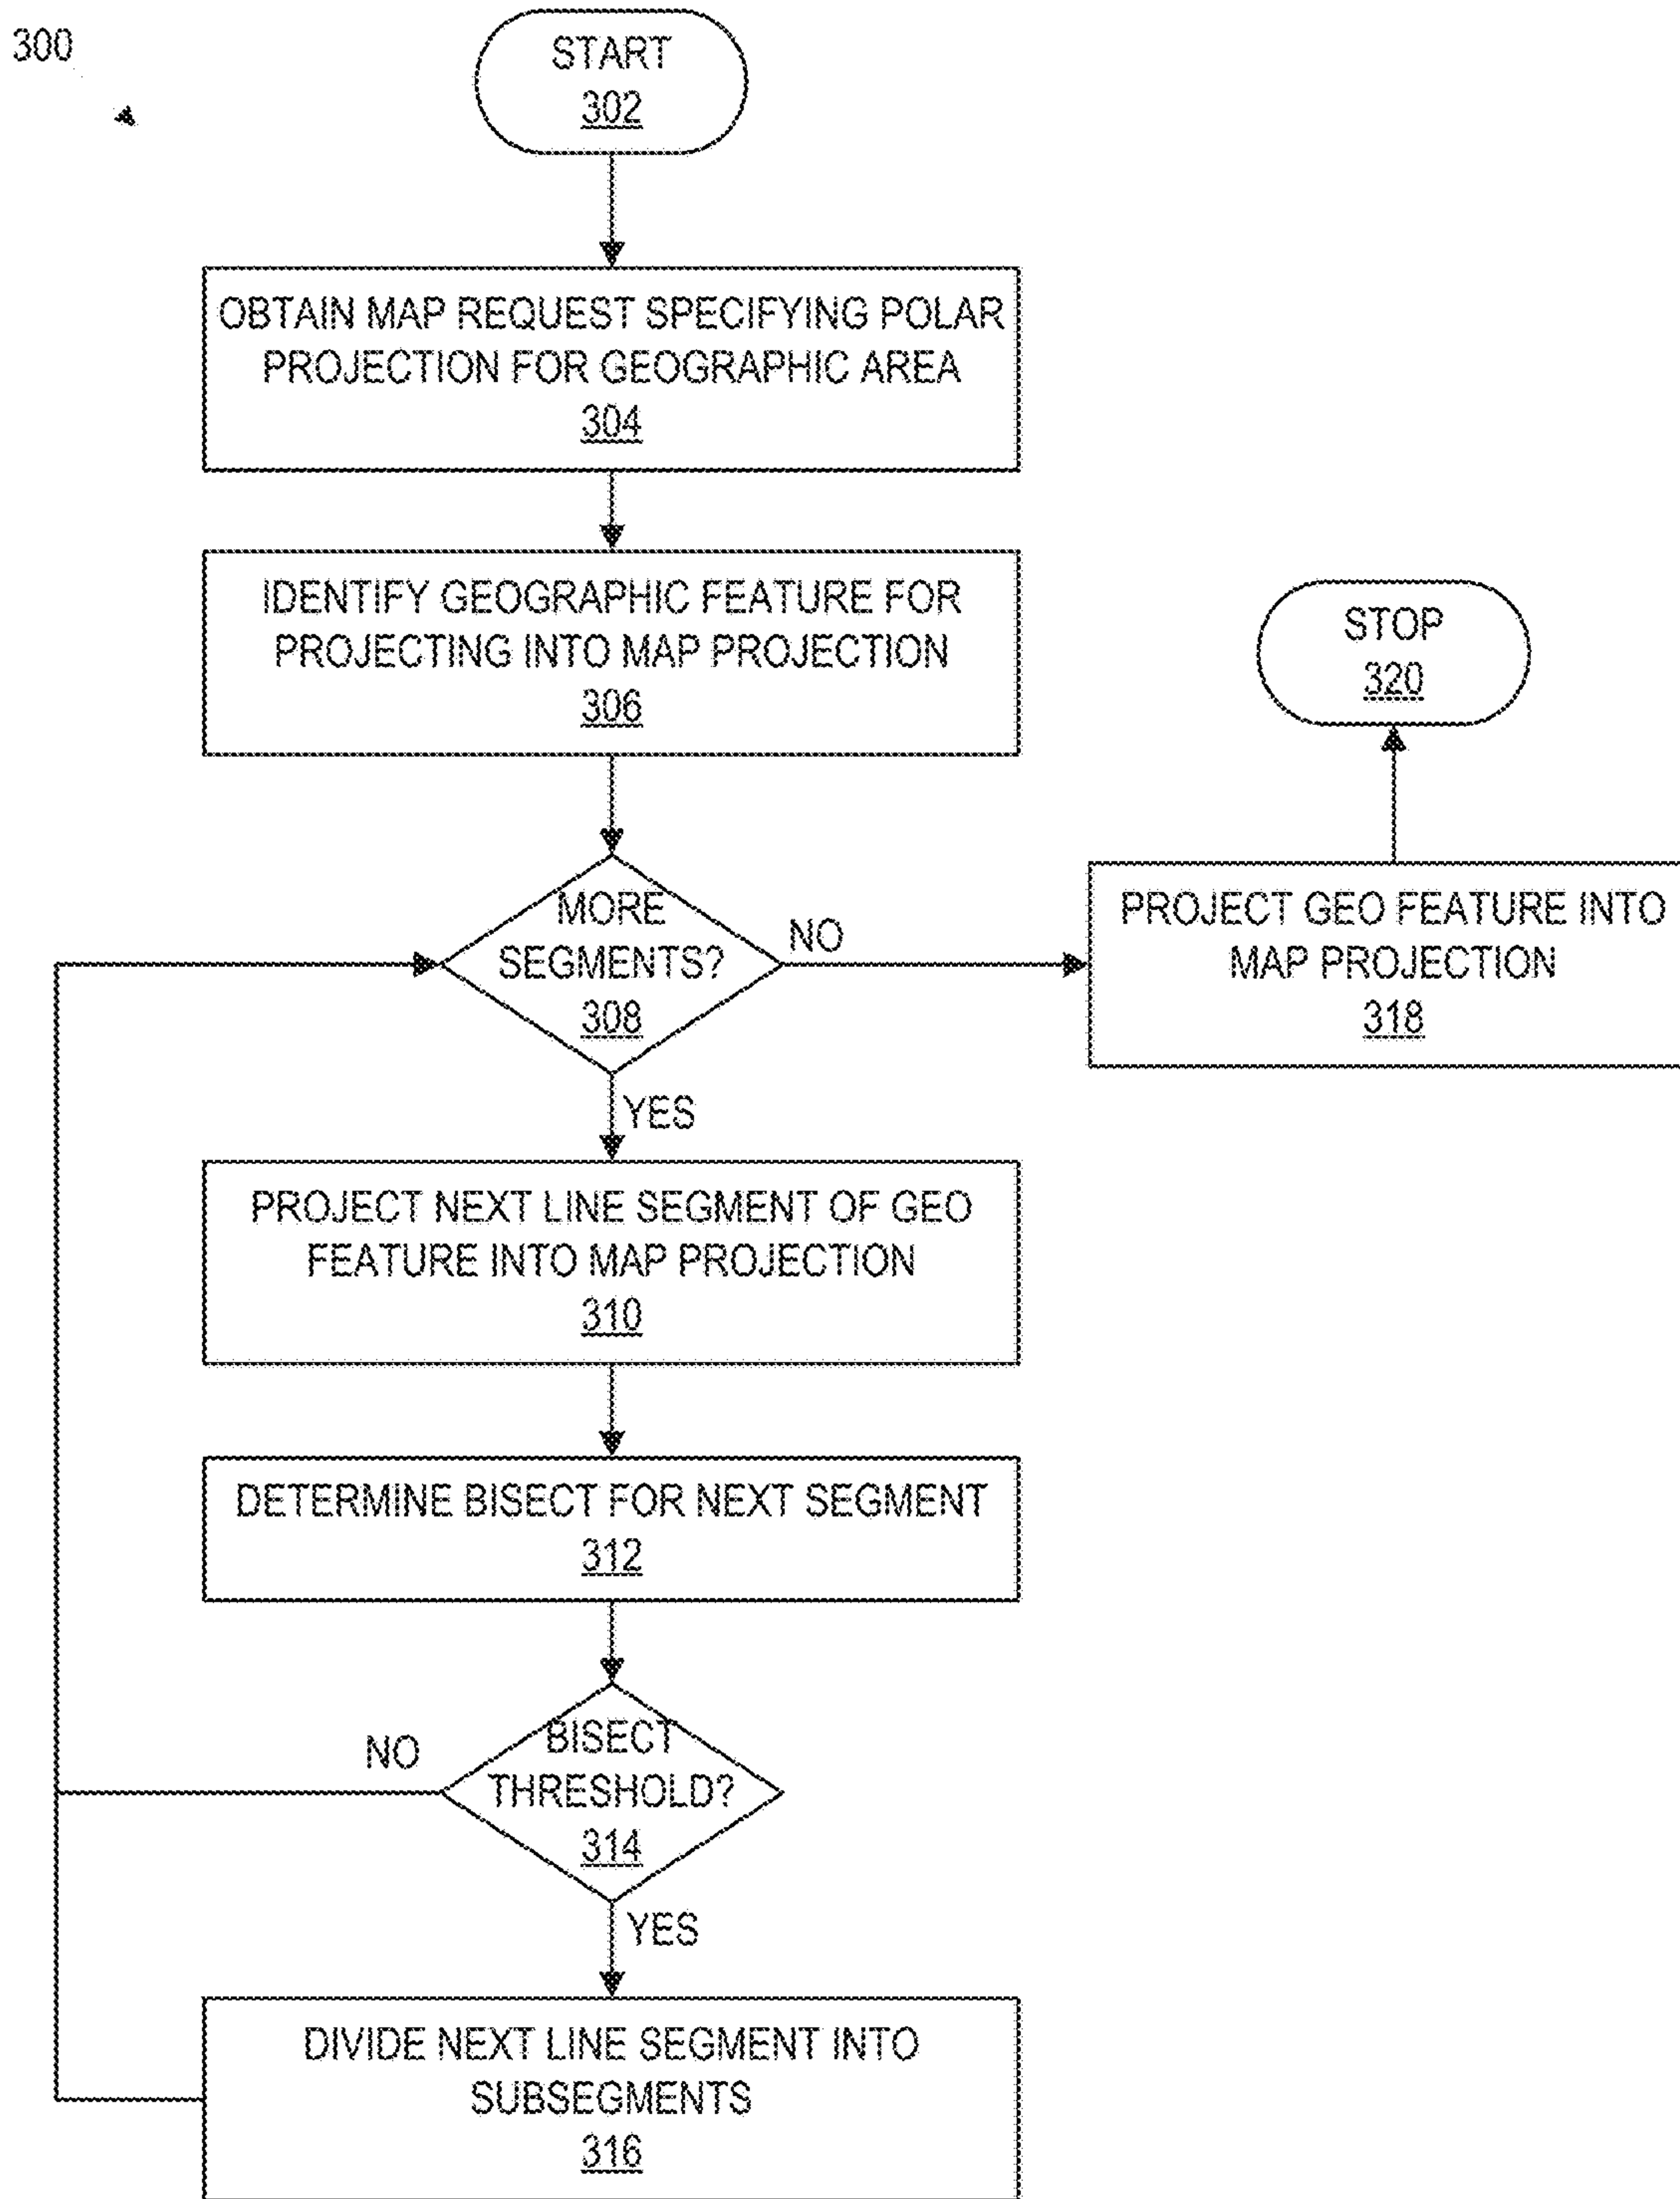 300
START
302
OBTAIN MAP REQUEST SPECIFYING POLAR
PROJECTION FOR GEOGRAPHIC AREA
304
IDENTIFY GEOGRAPHIC FEATURE FOR
PROJECTING INTO MAP PROJECTION
306
STOP
320
MORE
SEGMENTS?
308
NO
PROJECT GEO FEATURE INTO
MAP PROJECTION
318
YES
PROJECT NEXT LINE SEGMENT OF GEO
FEATURE INTO MAP PROJECTION
310
DETERMINE BISECT FOR NEXT SEGMENT
312
NO
BISECT
THRESHOLD?
314
YES
DIVIDE NEXT LINE SEGMENT INTO
SUBSEGMENTS
316